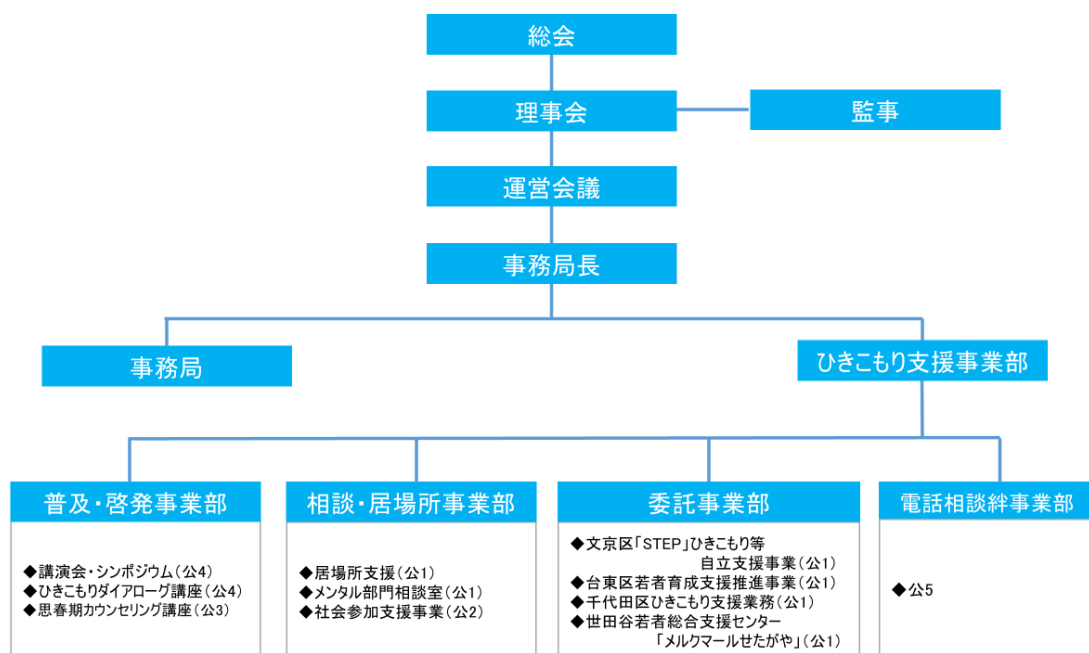 総会
理事会
監事
運営会議
事務局長
事務局
ひきこもり支援事業部
普及・啓発事業部
◆講演会・シンポジウム(公4)
◆ひきこもりダイアローグ講座(公4)
◆思春期カウンセリング講座(公3)
相談・居場所事業部
◆居場所支援(公1)
◆メンタル部門相談室(公1)
◆社会参加支援事業(公2)
委託事業部
◆文京区「STEP」ひきこもり等
自立支援事業(公1)
◆台東区若者育成支援推進事業(公1)
◆千代田区ひきこもり支援業務(公1)
◆世田谷若者総合支援センター
「メルクマールせたがや」(公1)
電話相談絆事業部
◆公5